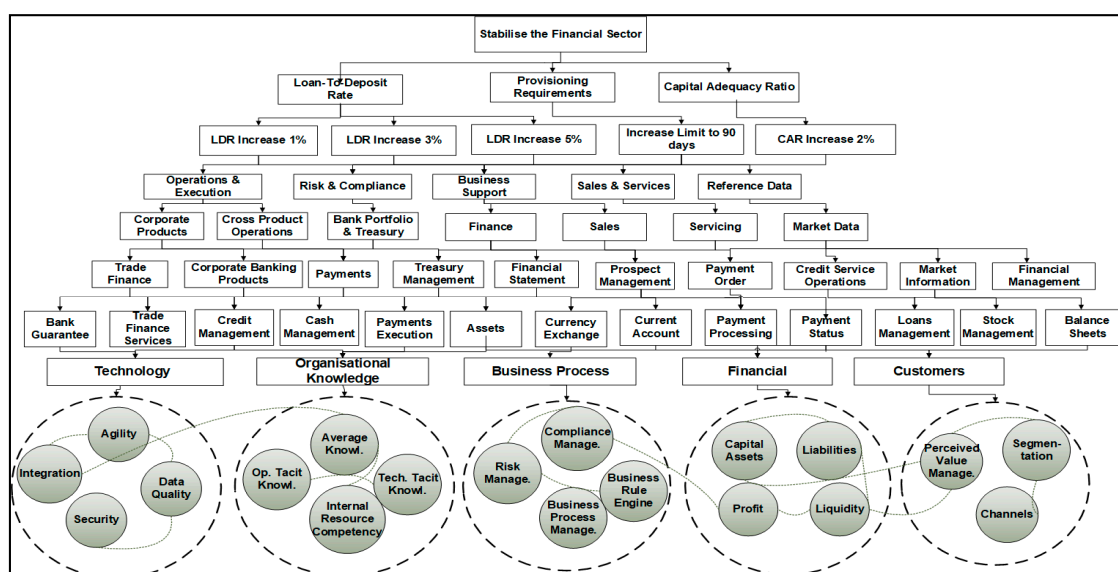 Stabilise the Financial Sector
Loan-To-Deposit
Rate
Provisioning
Requirements
Capital Adequacy Ratio
LDR Increase 1%
LDR Increase 3%
LDR Increase 5%
Increase Limit to 90
days
CAR Increase 2%
Operations &
Execution
Risk & Compliance
Business
Support
Sales & Services
Reference Data
Corporate
Products
Cross Product
Operations
Bank Portfolio
& Treasury
Finance
Sales
Servicing
Market Data
Trade
Finance
Corporate Banking
Products
Payments
Treasury
Management
Financial
Statement
Prospect
Management
Payment
Order
Credit Service
Operations
Market
Information
Financial Management
Bank
Guarantee
Trade
Finance
Services
Credit
Management
Cash
Management
Payments
Execution
Assets
Currency
Exchange
Current
Account
Payment
Processing
Payment
Status
Loans
Management
Stock
Management
Balance
Sheets
Technology
Organisational
Knowledge
Business Process
Financial
Customers
Agility
Integration
Data
Quality
Security
Average
Knowl.
Op. Tacit
Knowl.
Tech. Tacit
Knowl.
Internal
Resource
Competency
Compliance
Manage.
Risk
Manage.
Business
Rule
Engine
Business
Process
Manage.
Capital
Assets
Liabilities
Profit
Liquidity
Perceived
Value
Manage.
Segmen-
tation
Channels